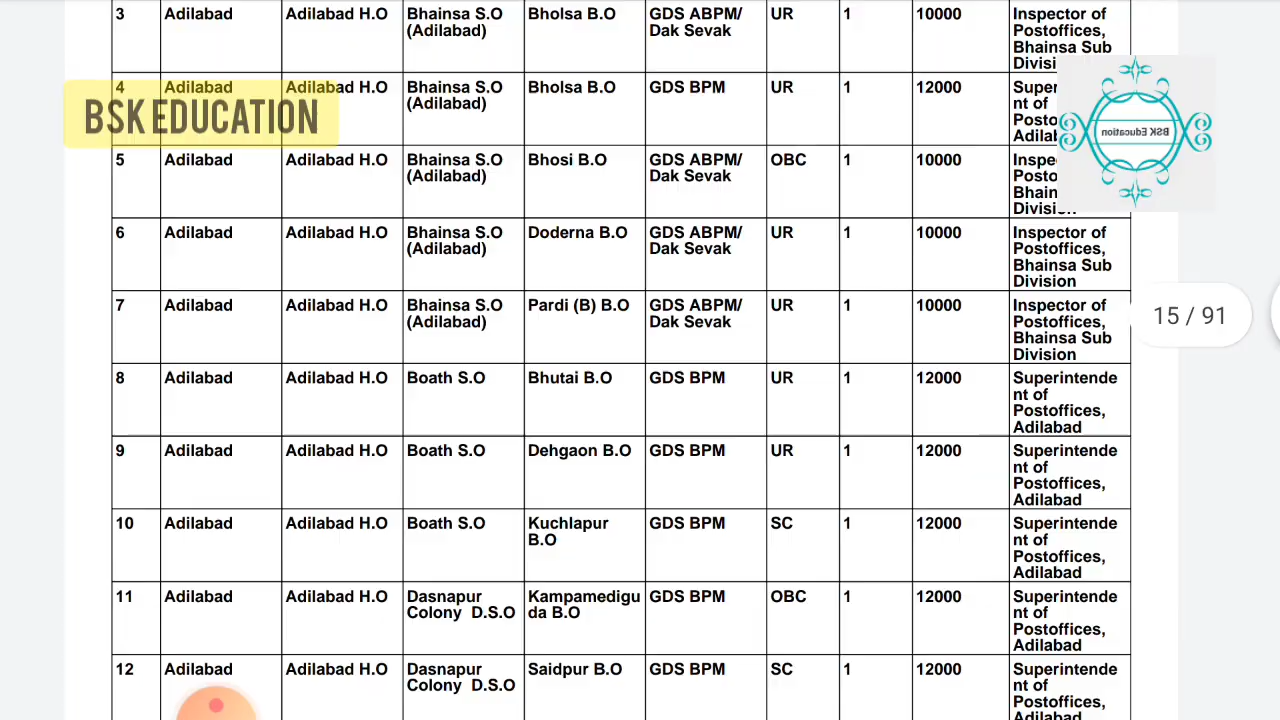 3 Adilabad Adilabad H.O Bhainsa S.O (Adilabad) Bholsa B.O GDS ABPM/ Dak Sevak UR 1 10000 Inspector of Postoffices, Bhainsa Sub
4 Adilabad Adilabad H.O Bhainsa S.O (Adilabad) Bholsa B.O GDS BPM UR 1 12000 nt of
BSK EDUCATION
BSK Education
5 Adilabad Adilabad H.O Bhainsa S.O (Adilabad) Bhosi B.O GDS ABPM/ Dak Sevak OBC 1 10000
6 Adilabad Adilabad H.O Bhainsa S.O (Adilabad) Doderna B.O GDS ABPM/ Dak Sevak UR 1 10000 Inspector of Postoffices, Bhainsa Sub Division
7 Adilabad Adilabad H.O Bhainsa S.O (Adilabad) Pardi (B) B.O GDS ABPM/ Dak Sevak UR 1 10000 Inspector of Postoffices, Bhainsa Sub Division
15 / 91
8 Adilabad Adilabad H.O Boath S.O Bhutai B.O GDS BPM UR 1 12000 Superintende nt of Postoffices, Adilabad
9 Adilabad Adilabad H.O Boath S.O Dehgaon B.O GDS BPM UR 1 12000 Superintende nt of Postoffices, Adilabad
10 Adilabad Adilabad H.O Boath S.O Kuchlapur B.O GDS BPM SC 1 12000 Superintende nt of Postoffices, Adilabad
11 Adilabad Adilabad H.O Dasnapur Colony D.S.O Kampamedigu da B.O GDS BPM OBC 1 12000 Superintende nt of Postoffices, Adilabad
12 Adilabad Adilabad H.O Dasnapur Colony D.S.O Saidpur B.O GDS BPM SC 1 12000 Superintende nt of Postoffices, Adilabad